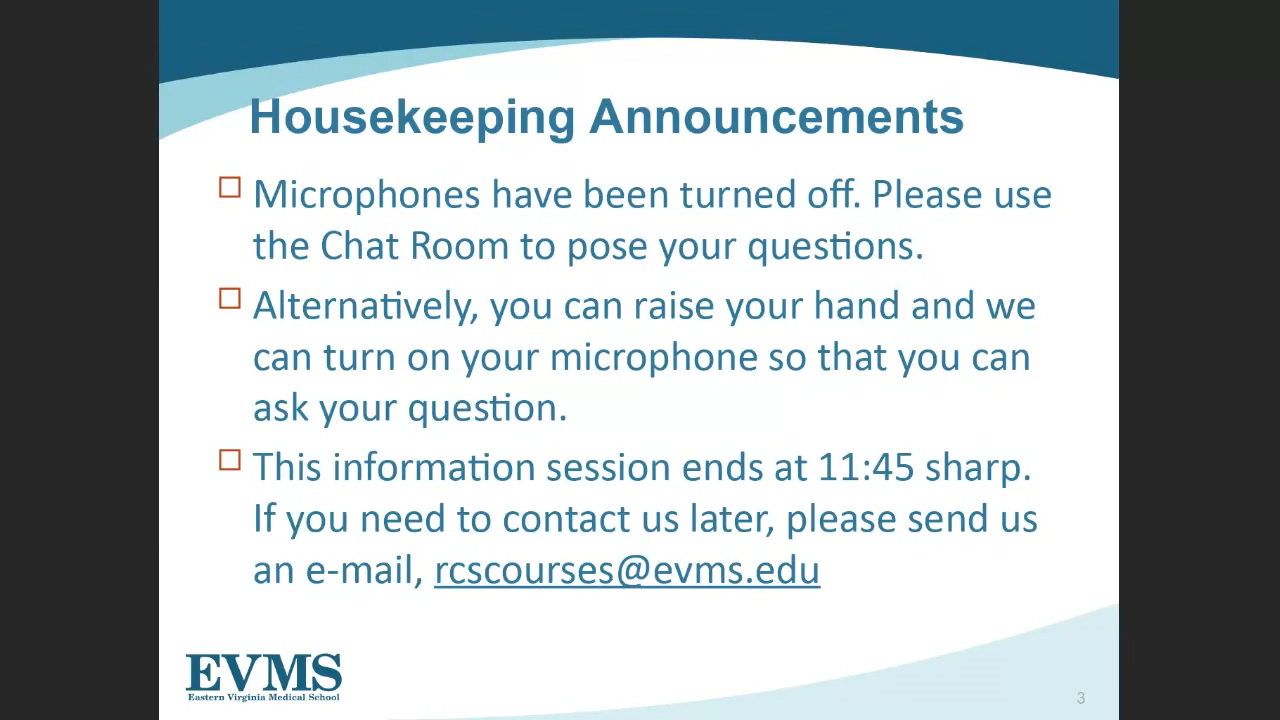 Housekeeping Announcements
Microphones have been turned off. Please use
the Chat Room to pose your questions.
Alternatively, you can raise your hand and we
can turn on your microphone so that you can
ask your question.
This information session ends at 11:45 sharp.
If you need to contact us later, please send us
an e-mail, rcscourses@evms.edu
EVMS
Eastern Virginia Medical School
3